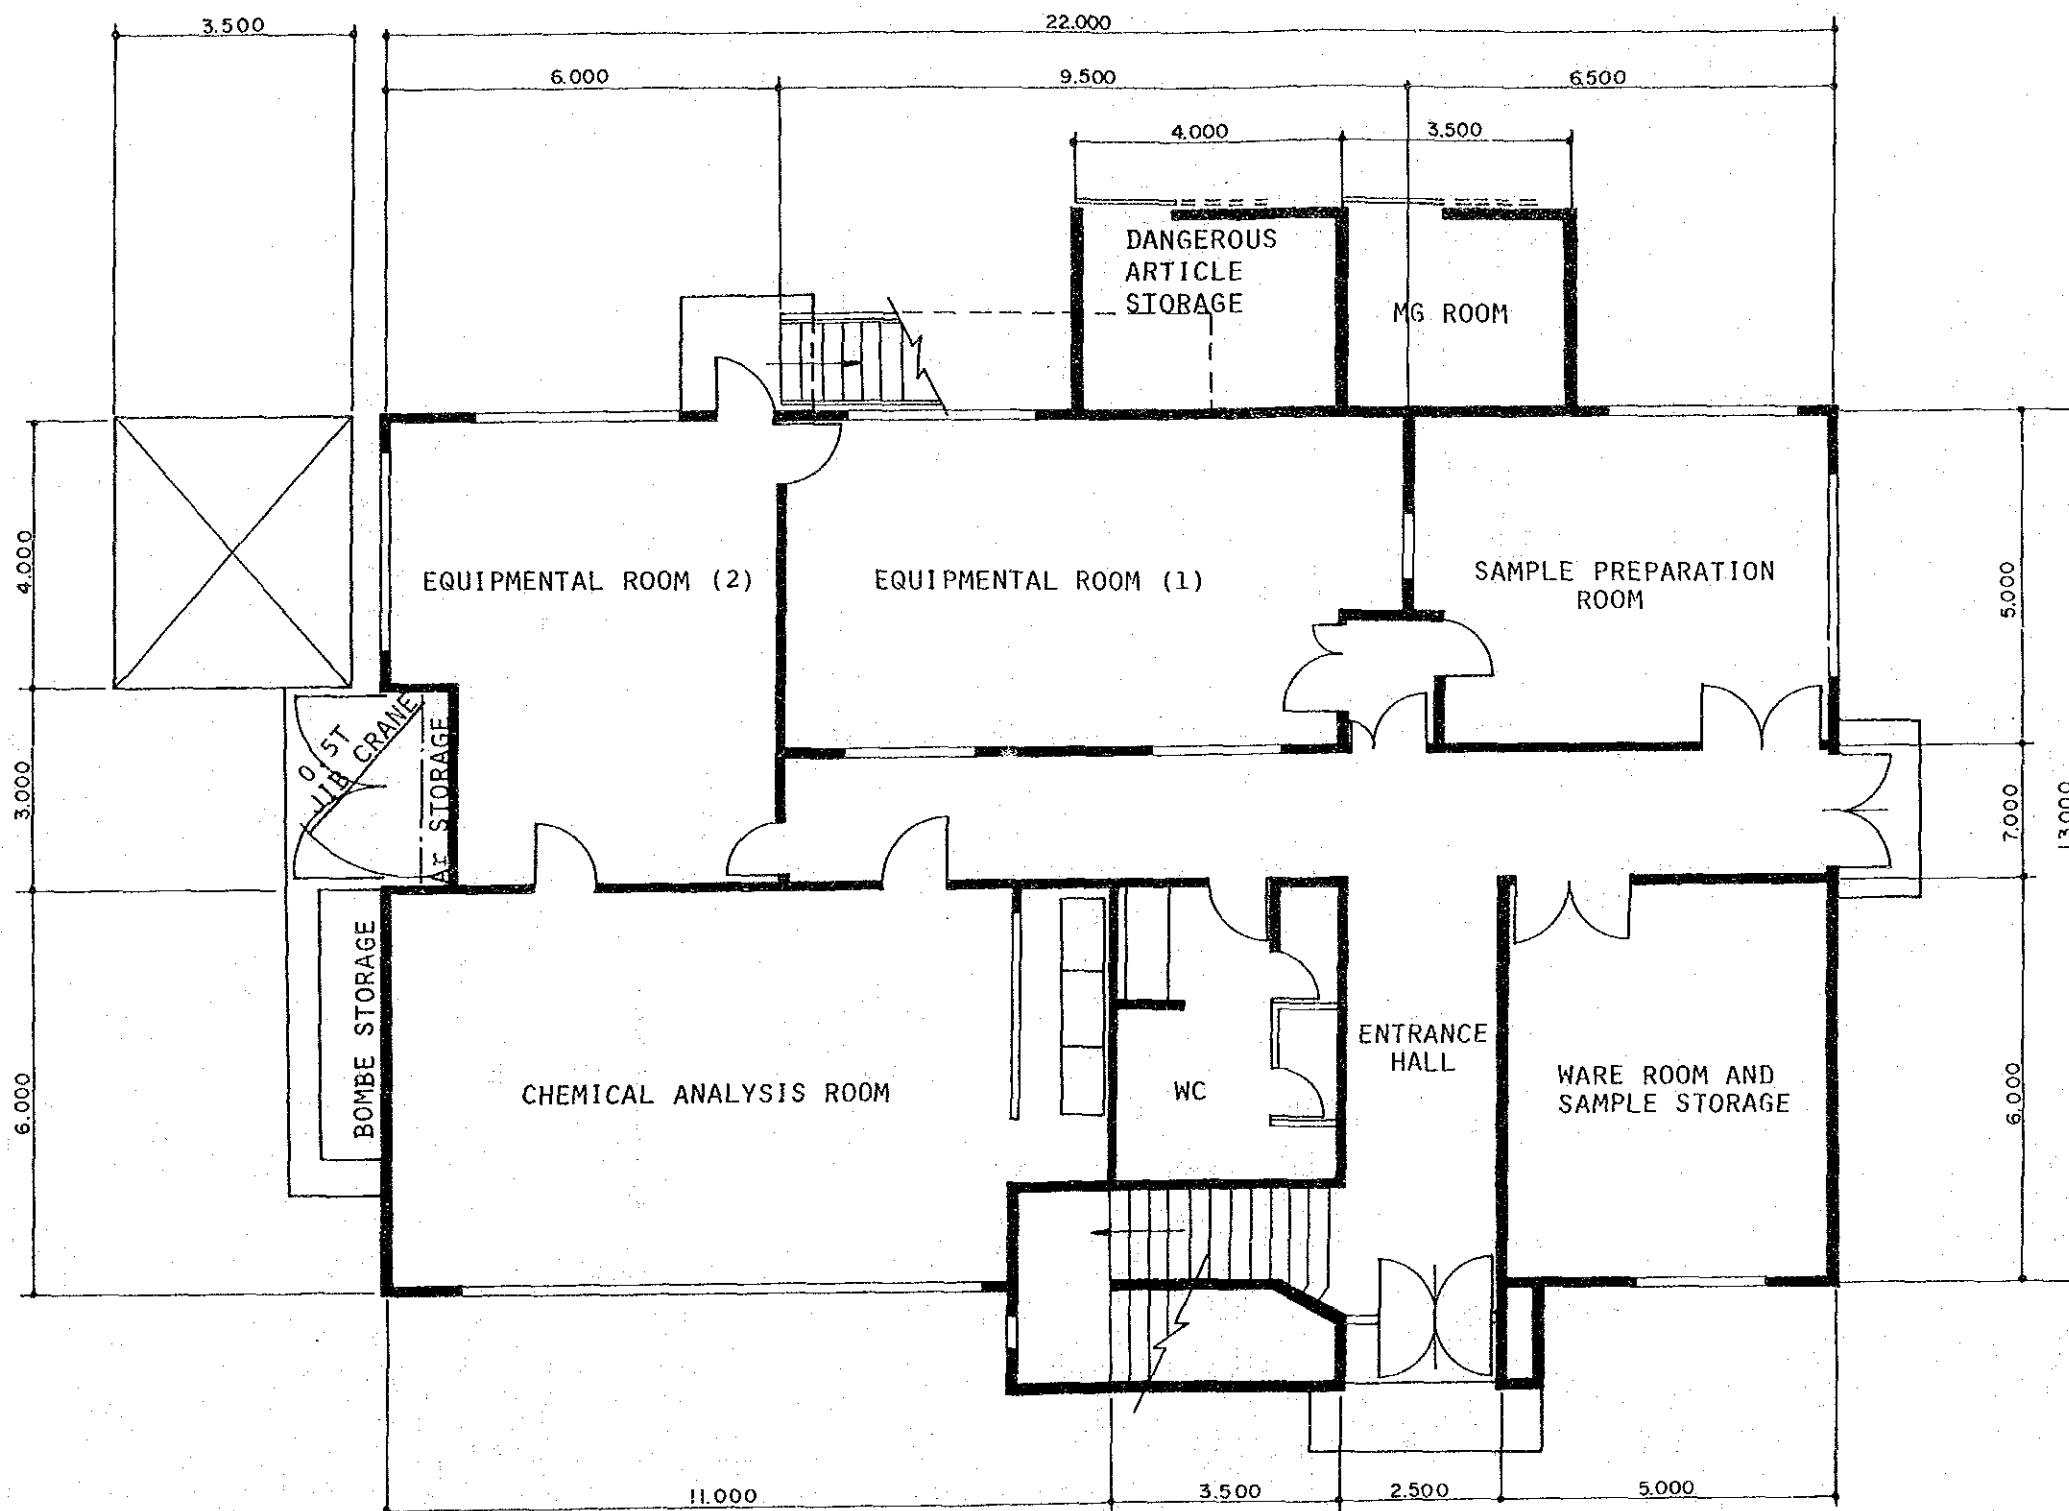 3.500
22.000
6.000
9.500
6.500
4.000
3.500
DANGEROUS
ARTICLE
STORAGE
MG ROOM
4.000
EQUIPMENTAL ROOM (2)
EQUIPMENTAL ROOM (1)
SAMPLE PREPARATION
ROOM
5.000
0.5T
JIB CRANE
Ar STORAGE
3.000
7.000
13.000
BOMBE STORAGE
6.000
CHEMICAL ANALYSIS ROOM
WC
ENTRANCE
HALL
WARE ROOM AND
SAMPLE STORAGE
6.000
11.000
3.500
2.500
5.000